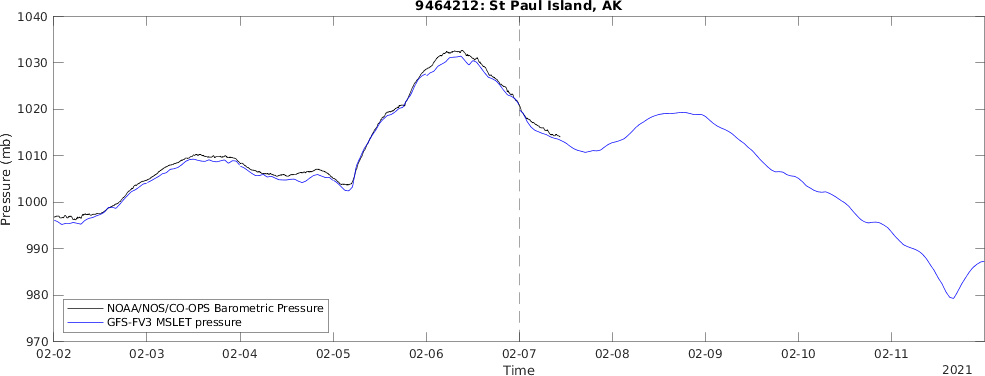 9464212: St Paul Island, AK
1040
1030
1020
1010
1000
990
980
970
Pressure (mb)
NOAA/NOS/CO-OPS Barometric Pressure
GFS-FV3 MSLET pressure
02-02 02-03 02-04 02-05 02-06 02-07 02-08 02-09 02-10 02-11
Time
2021